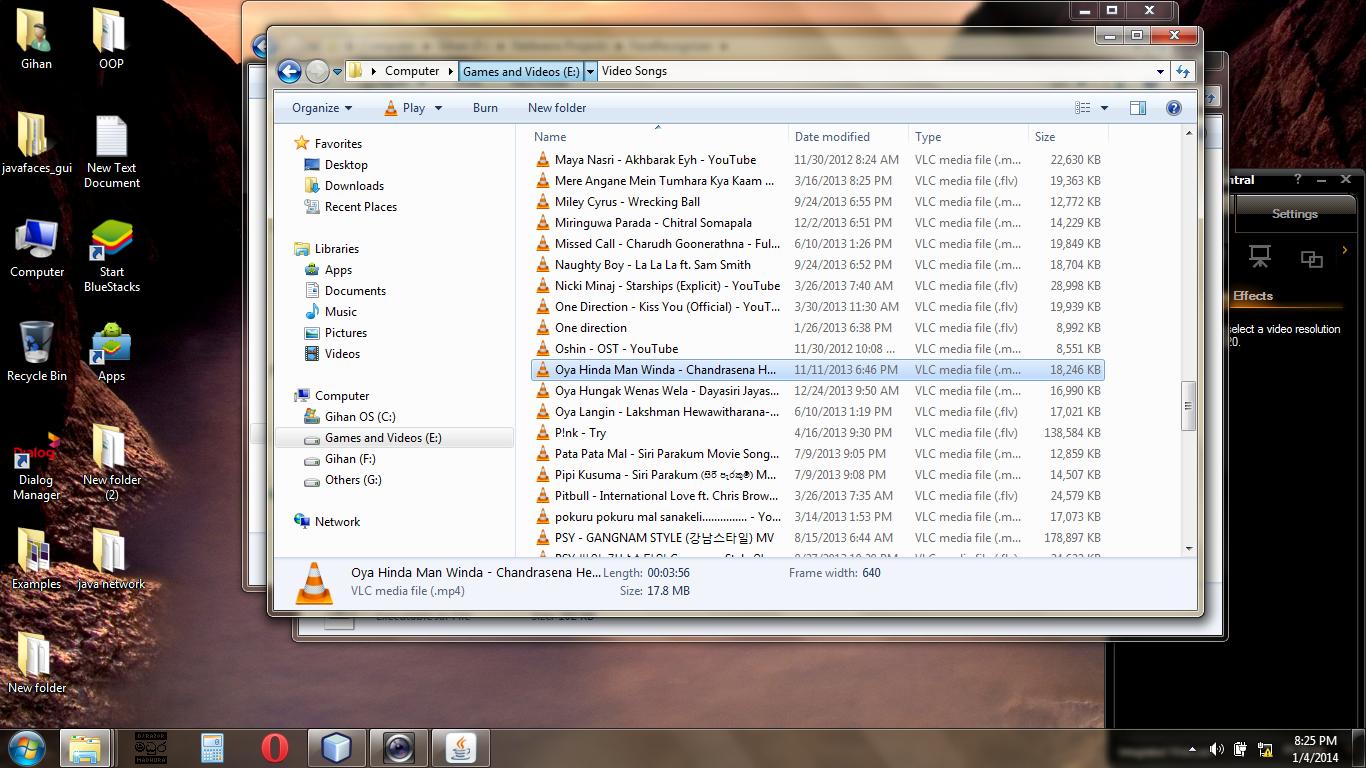 Gihan
OOP
javafaces_gui
New Text Document
Computer
Start BlueStacks
Recycle Bin
Apps
Dialog
Dialog Manager
New folder (2)
Examples
java network
New folder
Computer
Games and Videos (E:)
Video Songs
Organize
Play
Burn
New folder
Favorites
Desktop
Downloads
Recent Places
Libraries
Apps
Documents
Music
Pictures
Videos
Computer
Gihan OS (C:)
Games and Videos (E:)
Gihan (F:)
Others (G:)
Network
Name Date modified Type Size
Maya Nasri - Akhbarak Eyh - YouTube 11/30/2012 8:24 AM VLC media file (.m... 22,630 KB
Mere Angane Mein Tumhara Kya Kaam ... 3/16/2013 8:25 PM VLC media file (.flv) 19,363 KB
Miley Cyrus - Wrecking Ball 9/24/2013 6:55 PM VLC media file (.m... 12,772 KB
Miringuwa Parada - Chitral Somapala 12/2/2013 6:51 PM VLC media file (.m... 14,229 KB
Missed Call - Charudh Goonerathna - Ful... 6/10/2013 1:26 PM VLC media file (.m... 19,849 KB
Naughty Boy - La La La ft. Sam Smith 9/24/2013 6:52 PM VLC media file (.m... 18,704 KB
Nicki Minaj - Starships (Explicit) - YouTube 3/26/2013 7:40 AM VLC media file (.m... 28,998 KB
One Direction - Kiss You (Official) - YouT... 3/30/2013 11:30 AM VLC media file (.flv) 19,939 KB
One direction 1/26/2013 6:38 PM VLC media file (.flv) 8,992 KB
Oshin - OST - YouTube 11/30/2012 10:08 ... VLC media file (.flv) 8,551 KB
Oya Hinda Man Winda - Chandrasena H... 11/11/2013 6:46 PM VLC media file (.m... 18,246 KB
Oya Hungak Wenas Wela - Dayasiri Jayas... 12/24/2013 9:50 AM VLC media file (.m... 16,990 KB
Oya Langin - Lakshman Hewawitharana-... 6/10/2013 1:19 PM VLC media file (.m... 17,021 KB
P!nk - Try 4/16/2013 9:30 PM VLC media file (.flv) 138,584 KB
Pata Pata Mal - Siri Parakum Movie Song... 7/9/2013 9:05 PM VLC media file (.m... 12,859 KB
Pipi Kusuma - Siri Parakum (සිරි පැරකුම්) M... 7/9/2013 9:08 PM VLC media file (.m... 14,507 KB
Pitbull - International Love ft. Chris Brow... 3/26/2013 7:35 AM VLC media file (.flv) 24,579 KB
pokuru pokuru mal sanakeli.............. - Yo... 3/14/2013 1:53 PM VLC media file (.m... 17,073 KB
PSY - GANGNAM STYLE (강남스타일) MV 8/15/2013 6:44 AM VLC media file (.m... 178,897 KB
Oya Hinda Man Winda - Chandrasena He... Length: 00:03:56 Frame width: 640
VLC media file (.mp4) Size: 17.8 MB
ntral
Settings
Effects
select a video resolution
20.
මධුර
MADHURA
8:25 PM
1/4/2014